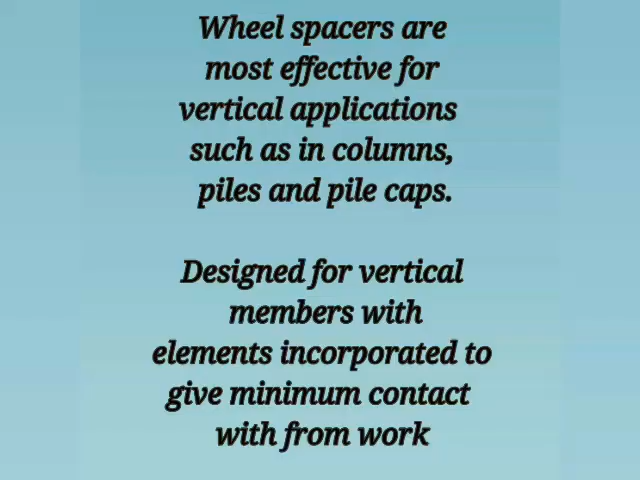 Wheel spacers are
most effective for
vertical applications
such as in columns,
piles and pile caps.
Designed for vertical
members with
elements incorporated to
give minimum contact
with from work